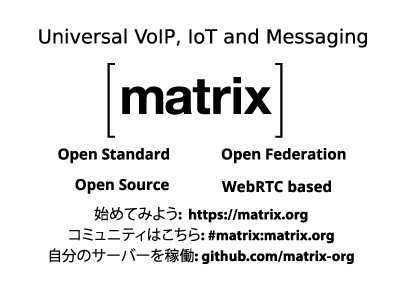 Universal VoIP, IoT and Messaging
[matrix]
Open Standard Open Federation
Open Source WebRTC based
始めてみよう: https://matrix.org
コミュニティはこちら: #matrix:matrix.org
自分のサーバーを稼働: github.com/matrix-org